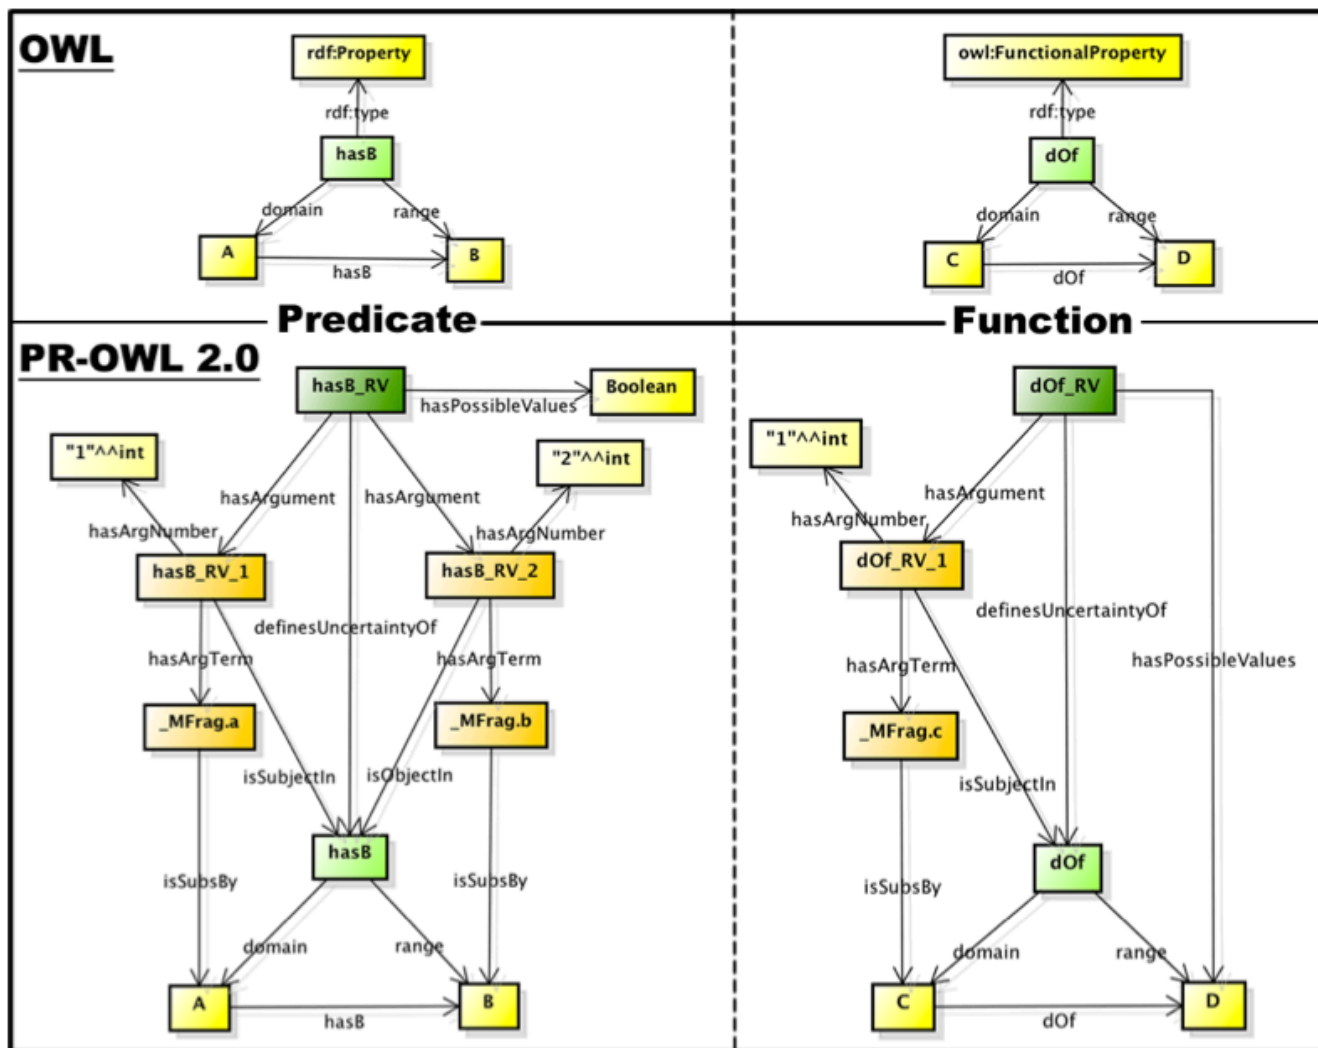 OWL
rdf:Property
rdf:type
hasB
domain
range
A
B
hasB
owl:FunctionalProperty
rdf:type
dOf
domain
range
C
D
dOf
Predicate
Function
PR-OWL 2.0
hasB_RV
Boolean
hasPossibleValues
"1"^^int
"2"^^int
hasArgument
hasArgument
hasArgNumber
hasArgNumber
hasB_RV_1
hasB_RV_2
definesUncertaintyOf
hasArgTerm
hasArgTerm
_MFrag.a
_MFrag.b
isSubjectIn
isObjectIn
hasB
isSubsBy
isSubsBy
domain
range
A
B
hasB
dOf_RV
"1"^^int
hasArgument
hasArgNumber
dOf_RV_1
definesUncertaintyOf
hasArgTerm
hasPossibleValues
_MFrag.c
isSubjectIn
dOf
isSubsBy
domain
range
C
D
dOf